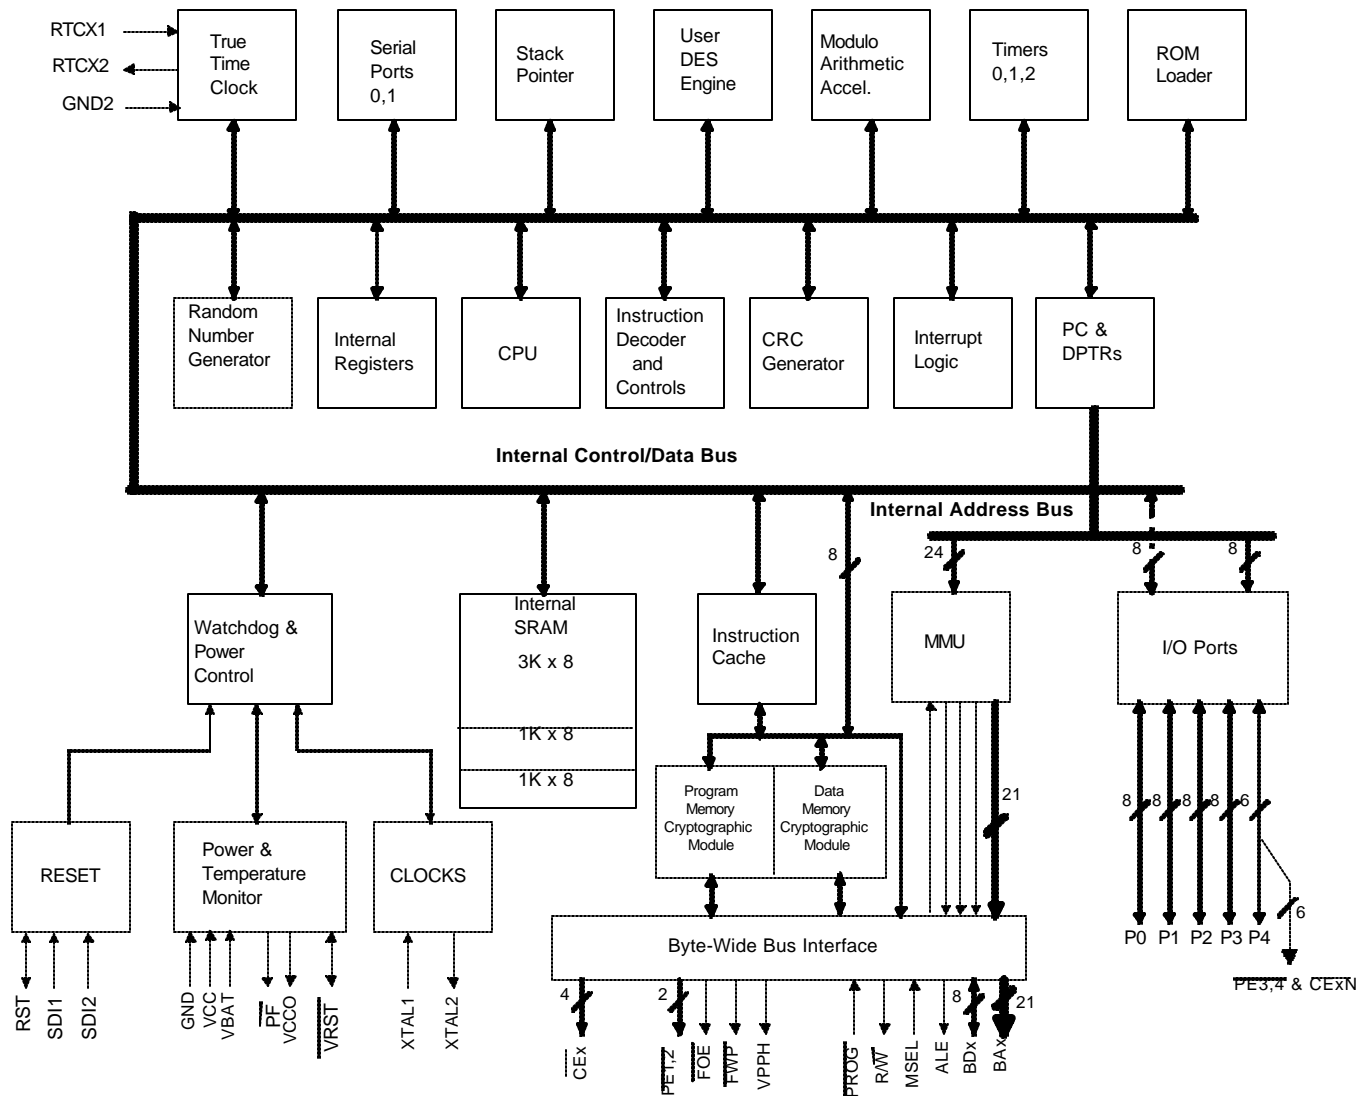 RTCX1
RTCX2
GND2
True
Time
Clock
Serial
Ports
0,1
Stack
Pointer
User
DES
Engine
Modulo
Arithmetic
Accel.
Timers
0,1,2
ROM
Loader
Random
Number
Generator
Internal
Registers
CPU
Instruction
Decoder
and
Controls
CRC
Generator
Interrupt
Logic
PC &
DPTRs
Internal Control/Data Bus
Internal Address Bus
8
24
8
8
Watchdog &
Power
Control
Internal
SRAM
3K x 8
1K x 8
1K x 8
Instruction
Cache
MMU
I/O Ports
Program
Memory
Cryptographic
Module
Data
Memory
Cryptographic
Module
21
8
8
8
8
6
6
RESET
Power &
Temperature
Monitor
CLOCKS
Byte-Wide Bus Interface
P0
P1
P2
P3
P4
PE3,4 & CExN
4
2
8
21
RST
SDI1
SDI2
GND
VCC
VBAT
PF
VCCO
VRST
XTAL1
XTAL2
CEx
PE1,2
FOE
FWP
VPPH
PROG
R/W
MSEL
ALE
BDx
BAx